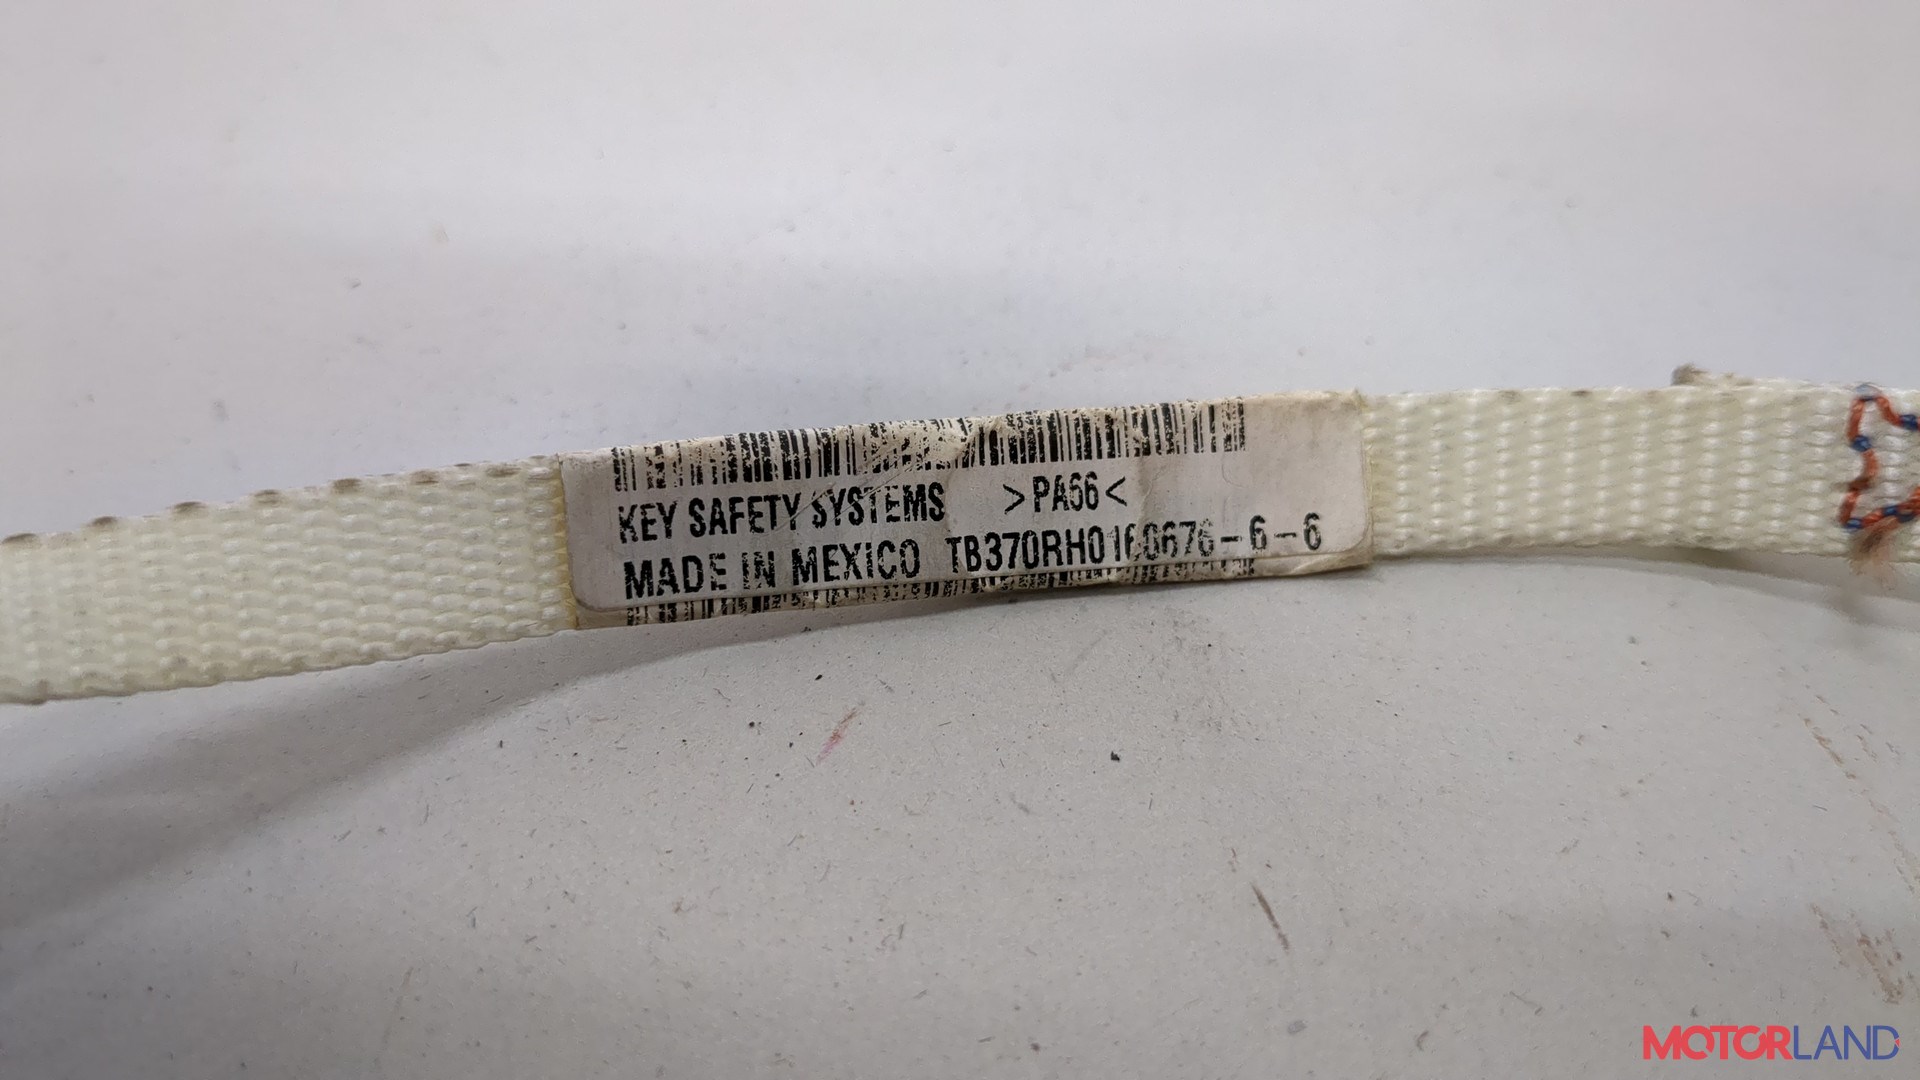 KEY SAFETY SYSTEMS >PA66<
MADE IN MEXICO TB370RH0160676-6-6
MOTORLAND